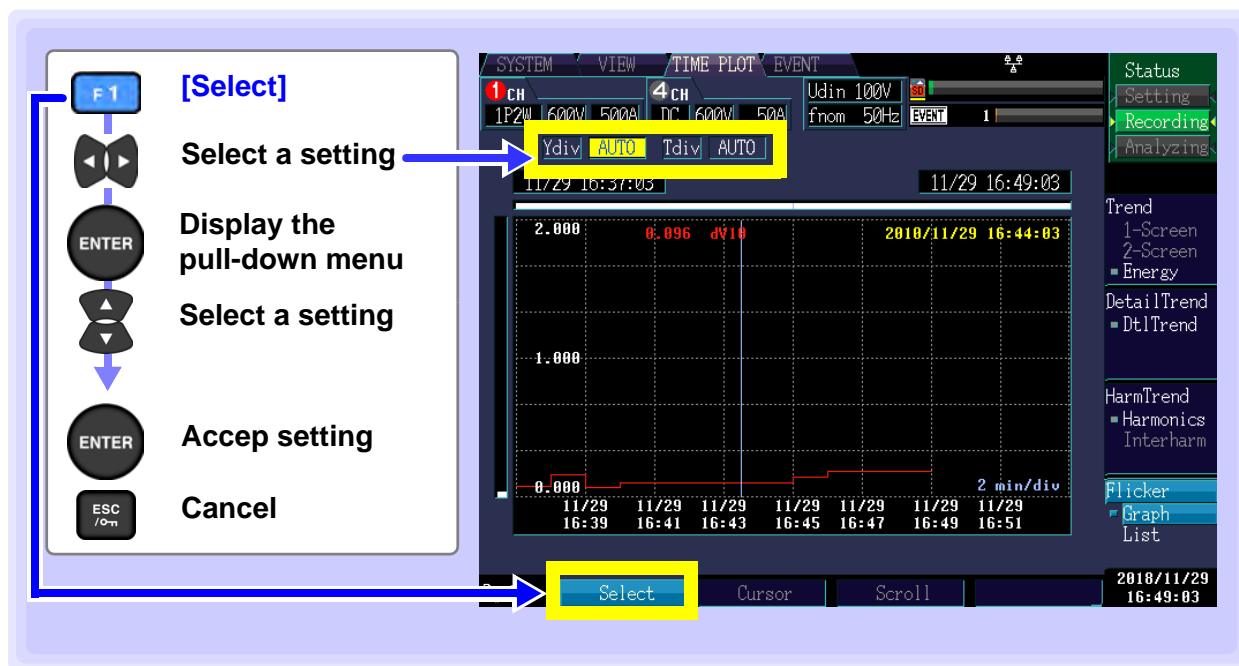 F1
[Select]
Select a setting
ENTER
Display the
pull-down menu
Select a setting
ENTER
Accep setting
ESC
Cancel
SYSTEM VIEW TIME PLOT EVENT
1 CH 4 CH Udin 100V SD
1P2W 600V 500A DC 600V 50A fnom 50Hz EVENT 1
Ydiv AUTO Tdiv AUTO
11/29 16:37:03 11/29 16:49:03
2.000 0.096 dV10 2018/11/29 16:44:03
1.000
0.000 2 min/div
11/29 11/29 11/29 11/29 11/29 11/29 11/29
16:39 16:41 16:43 16:45 16:47 16:49 16:51
Select Cursor Scroll
Status
Setting
Recording
Analyzing
Trend
1-Screen
2-Screen
Energy
DetailTrend
DtlTrend
HarmTrend
Harmonics
Interharm
Flicker
Graph
List
2018/11/29
16:49:03